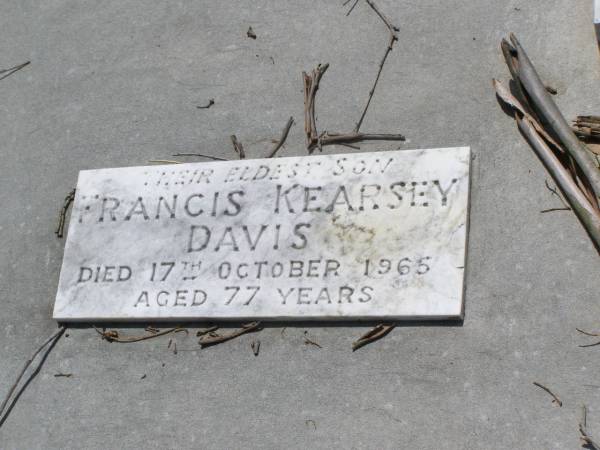 THEIR ELDEST SON
FRANCIS KEARSEY
DAVIS
DIED 17TH OCTOBER 1965
AGED 77 YEARS